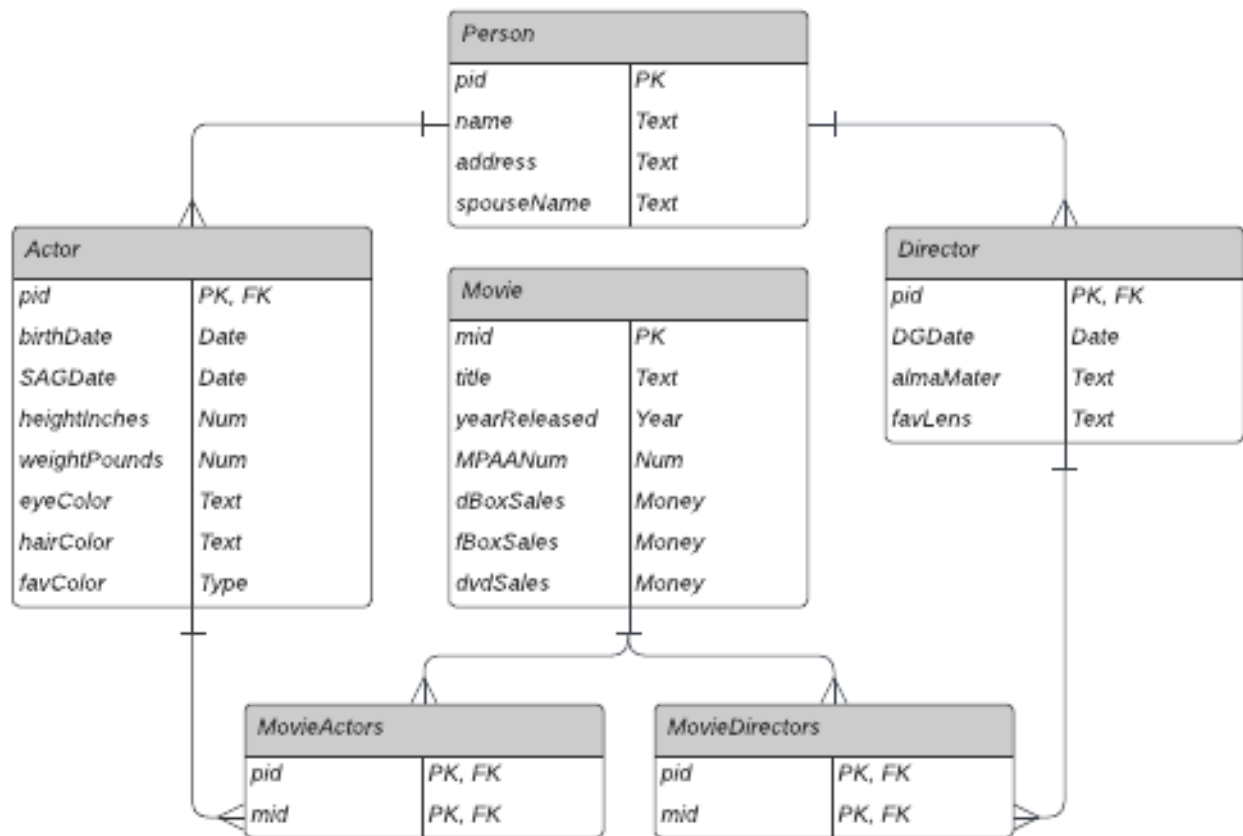 Person
pid PK
name Text
address Text
spouseName Text
Actor
pid PK, FK
birthDate Date
SAGDate Date
heightInches Num
weightPounds Num
eyeColor Text
hairColor Text
favColor Type
Movie
mid PK
title Text
yearReleased Year
MPAANum Num
dBoxSales Money
fBoxSales Money
dvdSales Money
Director
pid PK, FK
DGDate Date
almaMater Text
favLens Text
MovieActors
pid PK, FK
mid PK, FK
MovieDirectors
pid PK, FK
mid PK, FK